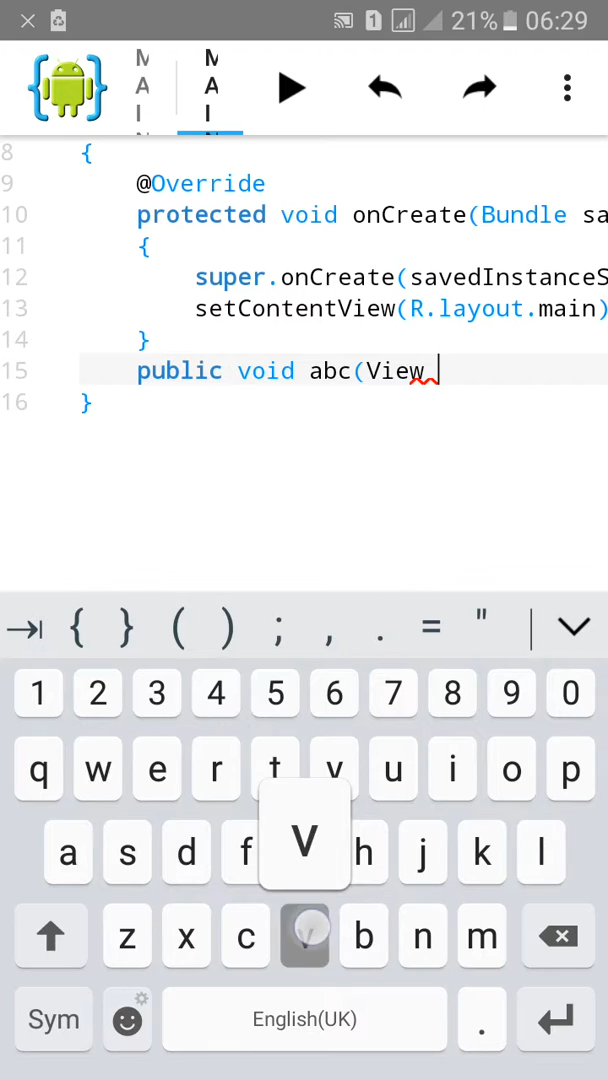 1 21% 06:29
M A I N M A I N
8 {
9 @Override
10 protected void onCreate(Bundle sa
11 {
12 super.onCreate(savedInstanceS
13 setContentView(R.layout.main)
14 }
15 public void abc(View
16 }
{ } ( ) ; , . = " |
1 2 3 4 5 6 7 8 9 0
q w e r t y u i o p
a s d f v h j k l
z x c v b n m
Sym English(UK) .